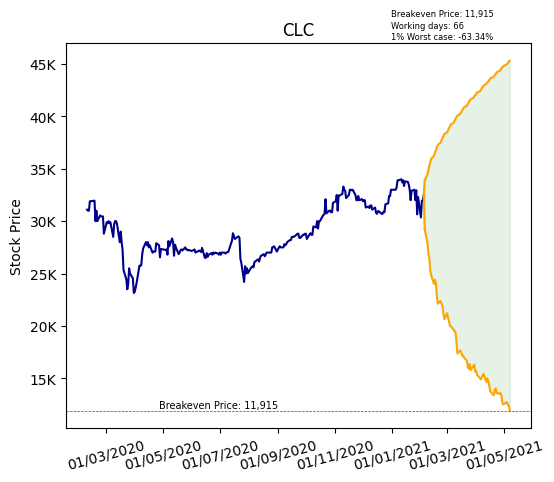 Breakeven Price: 11,915
Working days: 66
1% Worst case: -63.34%
CLC
Stock Price
45K
40K
35K
30K
25K
20K
15K
Breakeven Price: 11,915
01/03/2020
01/05/2020
01/07/2020
01/09/2020
01/11/2020
01/01/2021
01/03/2021
01/05/2021